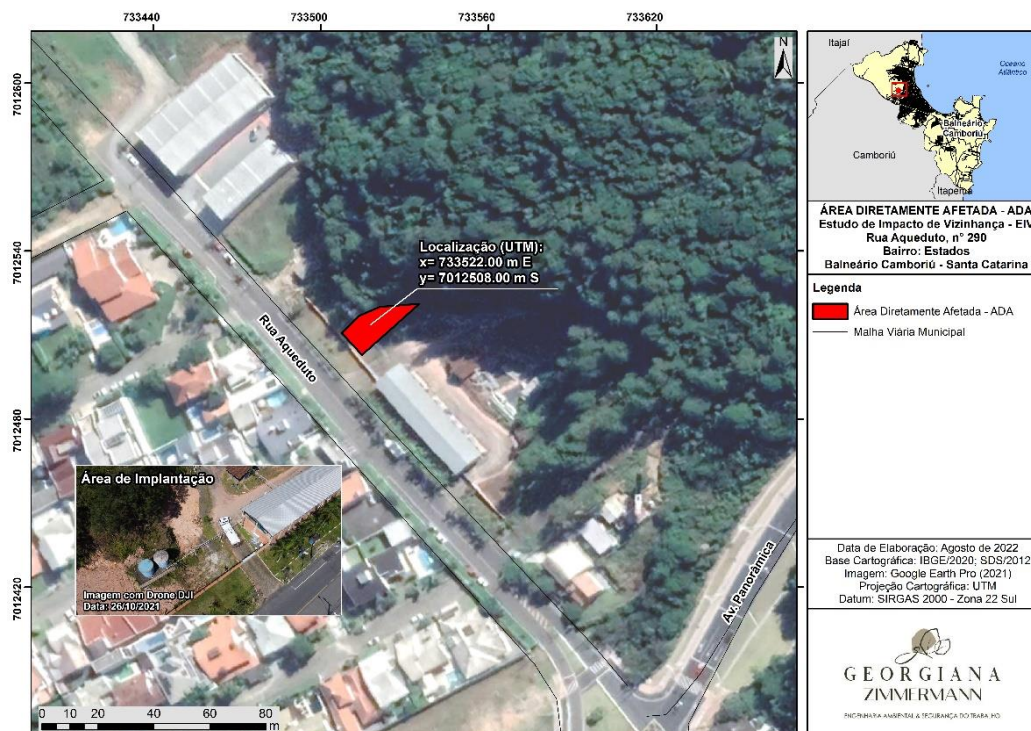 733440
733500
733560
733620
7012600
7012540
7012480
7012420
N
Localização (UTM):
x= 733522.00 m E
y= 7012508.00 m S
Rua Aqueduto
Av. Panorâmica
Área de Implantação
Imagem com Drone DJI
Data: 26/10/2021
0 10 20 40 60 80
m
Itajaí
Oceano
Atlântico
Balneário
Camboriú
Camboriú
Itapema
ÁREA DIRETAMENTE AFETADA - ADA
Estudo de Impacto de Vizinhança - EIV
Rua Aqueduto, n° 290
Bairro: Estados
Balneário Camboriú - Santa Catarina
Legenda
Área Diretamente Afetada - ADA
Malha Viária Municipal
Data de Elaboração: Agosto de 2022
Base Cartográfica: IBGE/2020; SDS/2012
Imagem: Google Earth Pro (2021)
Projeção Cartográfica: UTM
Datum: SIRGAS 2000 - Zona 22 Sul
GEORGIANA
ZIMMERMANN
ENGENHARIA AMBIENTAL & SEGURANÇA DO TRABALHO